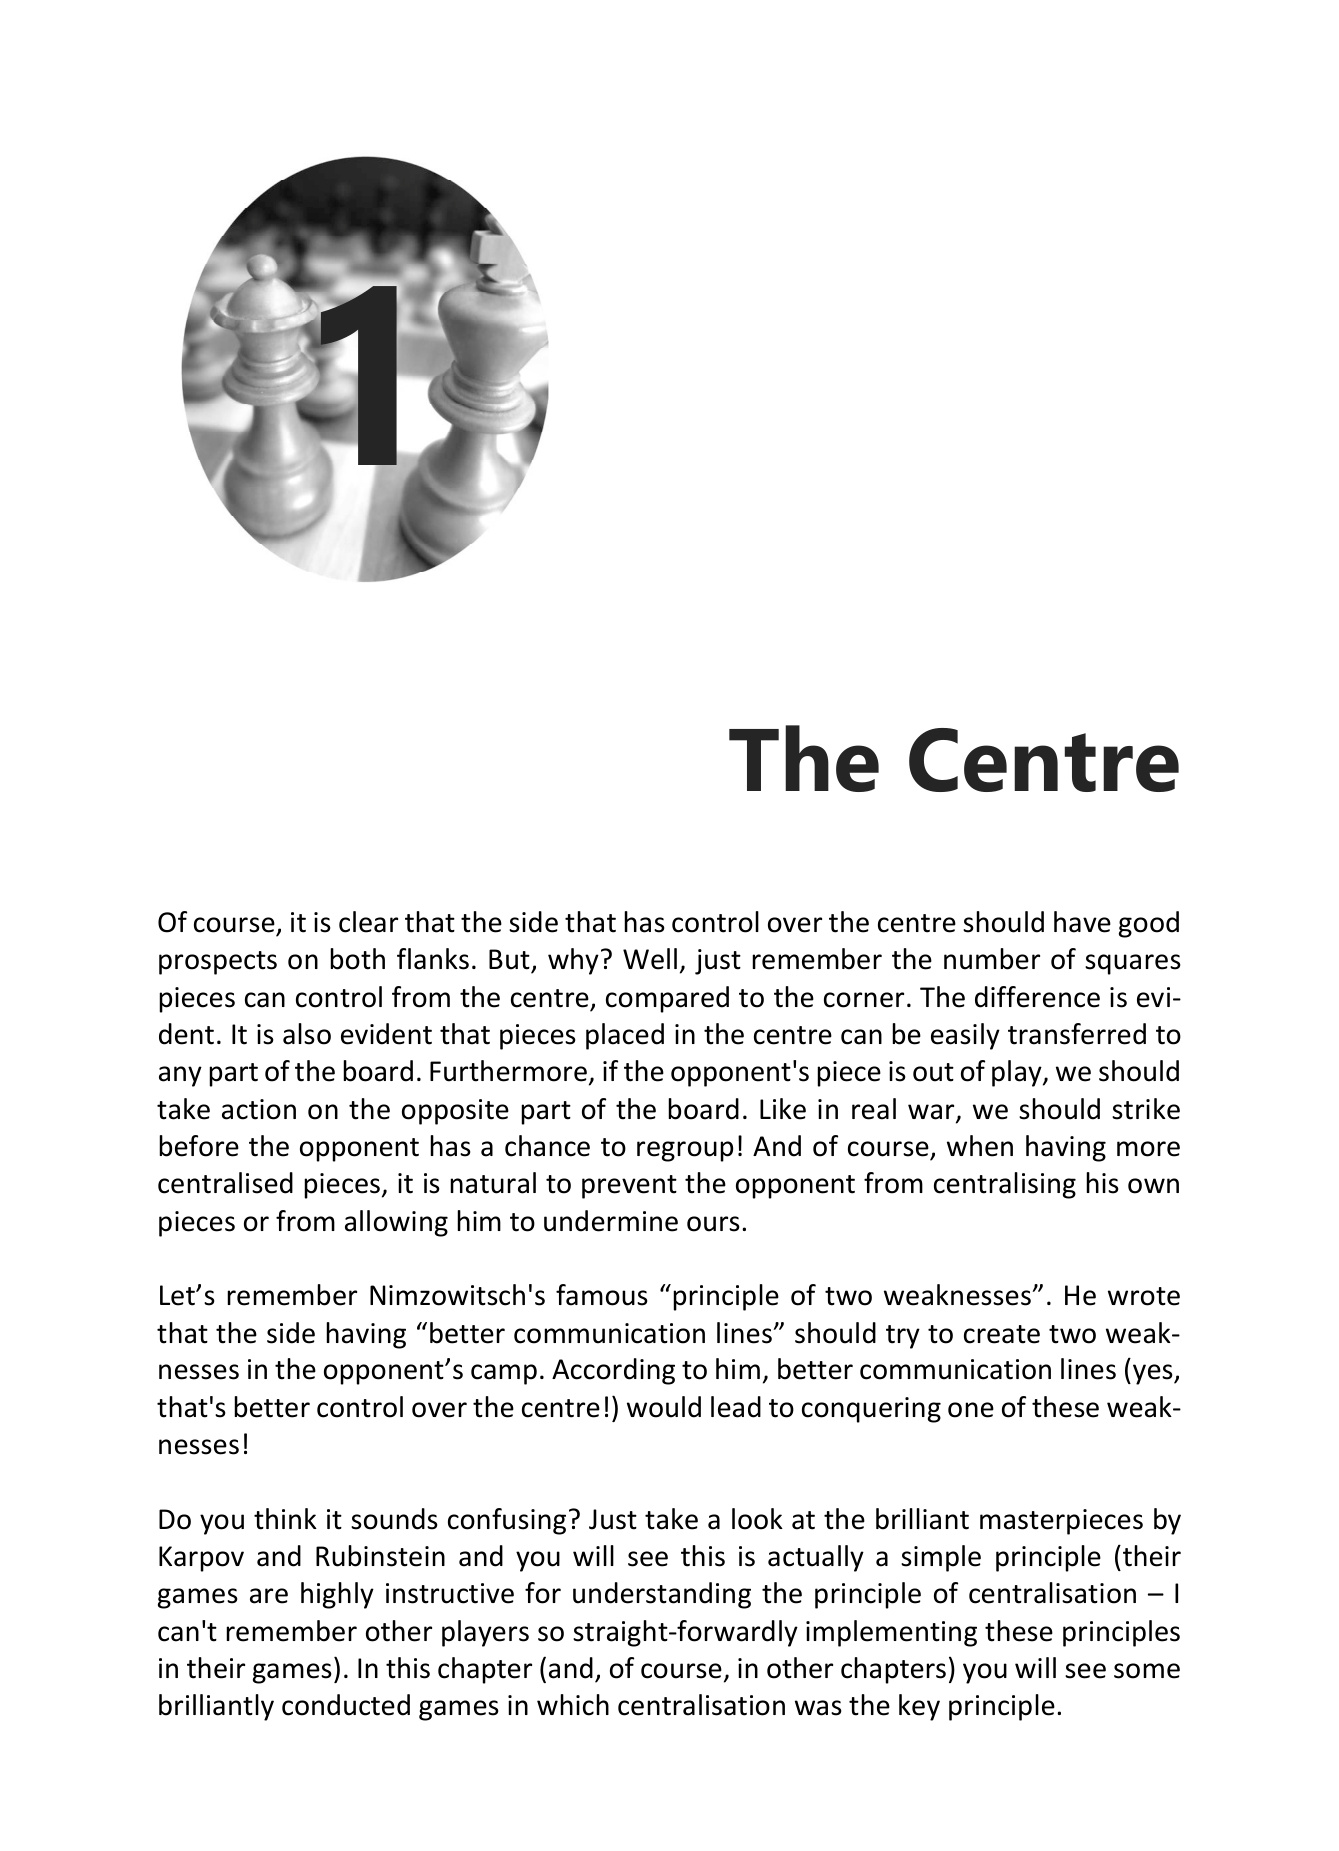 1
The Centre
Of course, it is clear that the side that has control over the centre should have good
prospects on both flanks. But, why? Well, just remember the number of squares
pieces can control from the centre, compared to the corner. The difference is evi-
dent. It is also evident that pieces placed in the centre can be easily transferred to
any part of the board. Furthermore, if the opponent's piece is out of play, we should
take action on the opposite part of the board. Like in real war, we should strike
before the opponent has a chance to regroup! And of course, when having more
centralised pieces, it is natural to prevent the opponent from centralising his own
pieces or from allowing him to undermine ours.
Let’s remember Nimzowitsch's famous “principle of two weaknesses”. He wrote
that the side having “better communication lines” should try to create two weak-
nesses in the opponent’s camp. According to him, better communication lines (yes,
that's better control over the centre!) would lead to conquering one of these weak-
nesses!
Do you think it sounds confusing? Just take a look at the brilliant masterpieces by
Karpov and Rubinstein and you will see this is actually a simple principle (their
games are highly instructive for understanding the principle of centralisation – I
can't remember other players so straight-forwardly implementing these principles
in their games). In this chapter (and, of course, in other chapters) you will see some
brilliantly conducted games in which centralisation was the key principle.